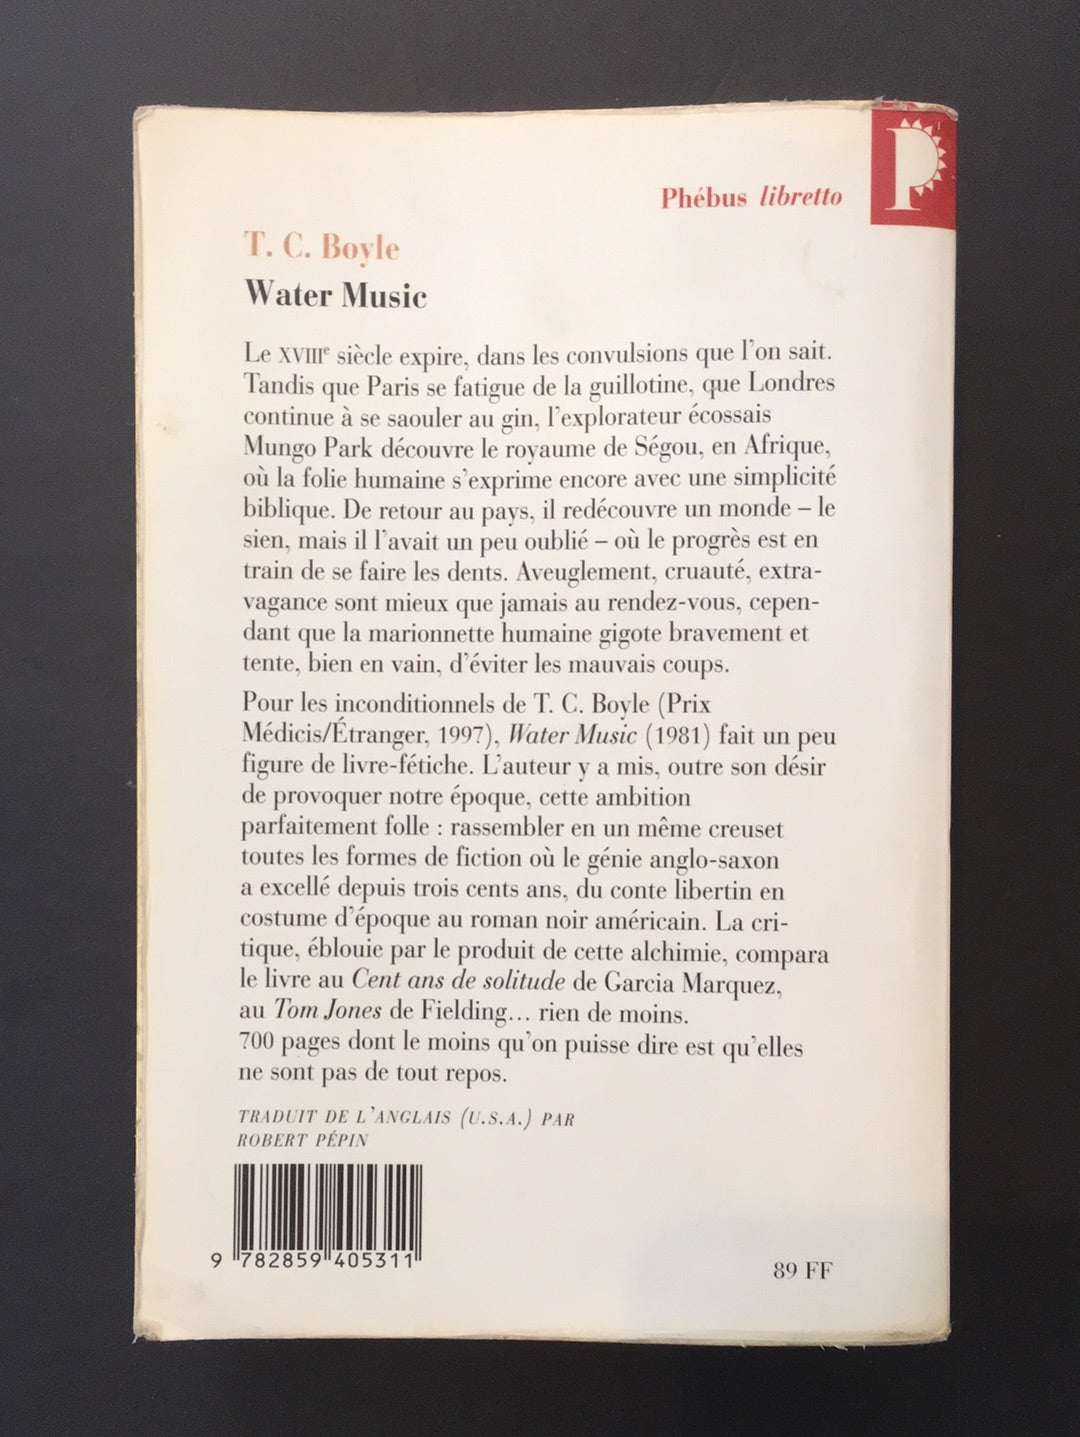 P
Phébus libretto
T. C. Boyle
Water Music
Le XVIIIe siècle expire, dans les convulsions que l'on sait.
Tandis que Paris se fatigue de la guillotine, que Londres
continue à se saouler au gin, l'explorateur écossais
Mungo Park découvre le royaume de Ségou, en Afrique,
où la folie humaine s'exprime encore avec une simplicité
biblique. De retour au pays, il redécouvre un monde – le
sien, mais il l'avait un peu oublié – où le progrès est en
train de se faire les dents. Aveuglement, cruauté, extra-
vagance sont mieux que jamais au rendez-vous, cepen-
dant que la marionnette humaine gigote bravement et
tente, bien en vain, d'éviter les mauvais coups.
Pour les inconditionnels de T. C. Boyle (Prix
Médicis/Étranger, 1997), Water Music (1981) fait un peu
figure de livre-fétiche. L'auteur y a mis, outre son désir
de provoquer notre époque, cette ambition
parfaitement folle : rassembler en un même creuset
toutes les formes de fiction où le génie anglo-saxon
a excellé depuis trois cents ans, du conte libertin en
costume d'époque au roman noir américain. La cri-
tique, éblouie par le produit de cette alchimie, compara
le livre au Cent ans de solitude de Garcia Marquez,
au Tom Jones de Fielding... rien de moins.
700 pages dont le moins qu'on puisse dire est qu'elles
ne sont pas de tout repos.
TRADUIT DE L'ANGLAIS (U.S.A.) PAR
ROBERT PÉPIN
9 782859 405311
89 FF